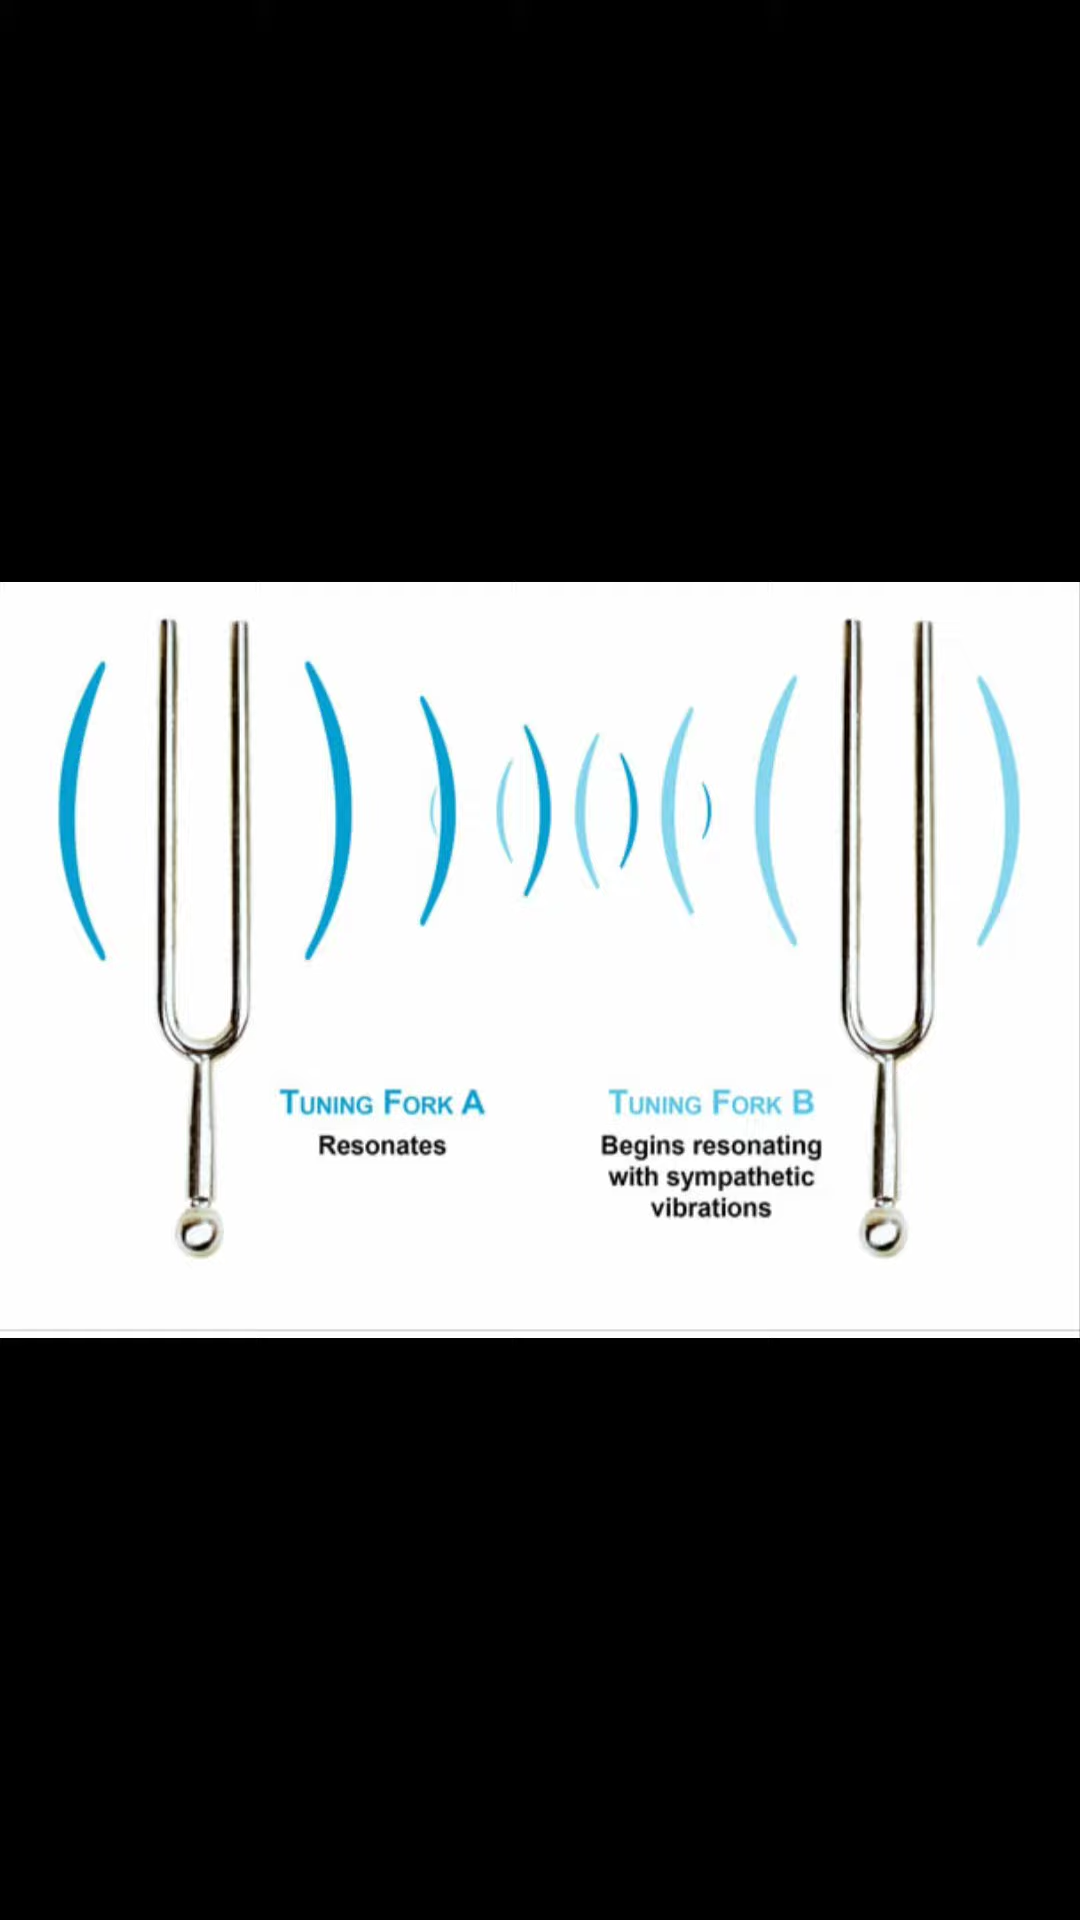 TUNING FORK A
Resonates
TUNING FORK B
Begins resonating
with sympathetic
vibrations